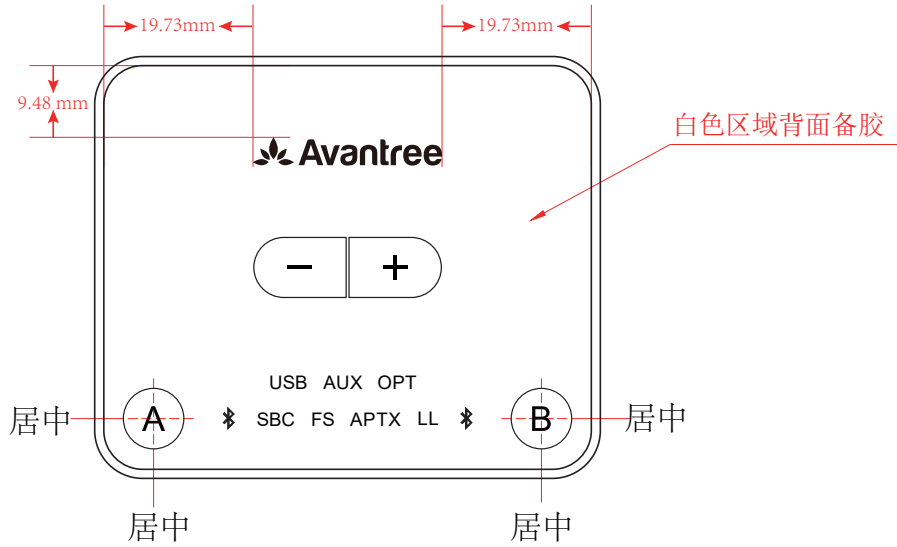 19.73mm 19.73mm
9.48 mm
白色区域背面备胶
Avantree
− +
USB AUX OPT
居中 A SBC FS APTX LL B 居中
居中 居中